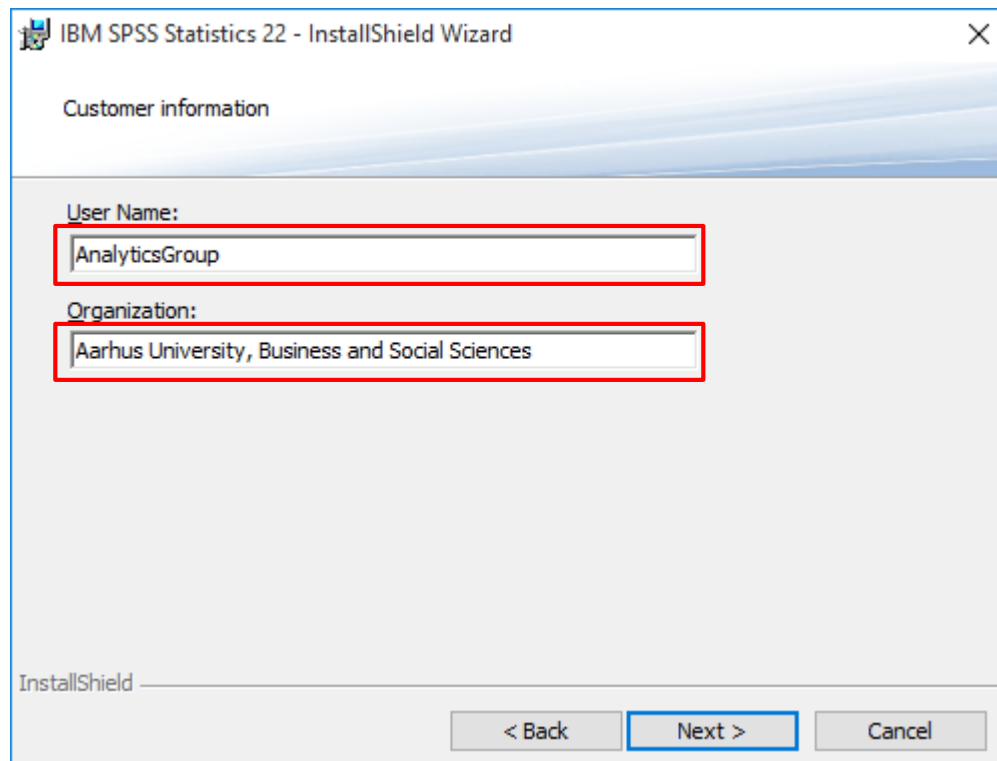 IBM SPSS Statistics 22 - InstallShield Wizard
Customer information
User Name:
AnalyticsGroup
Organization:
Aarhus University, Business and Social Sciences
InstallShield
< Back
Next >
Cancel